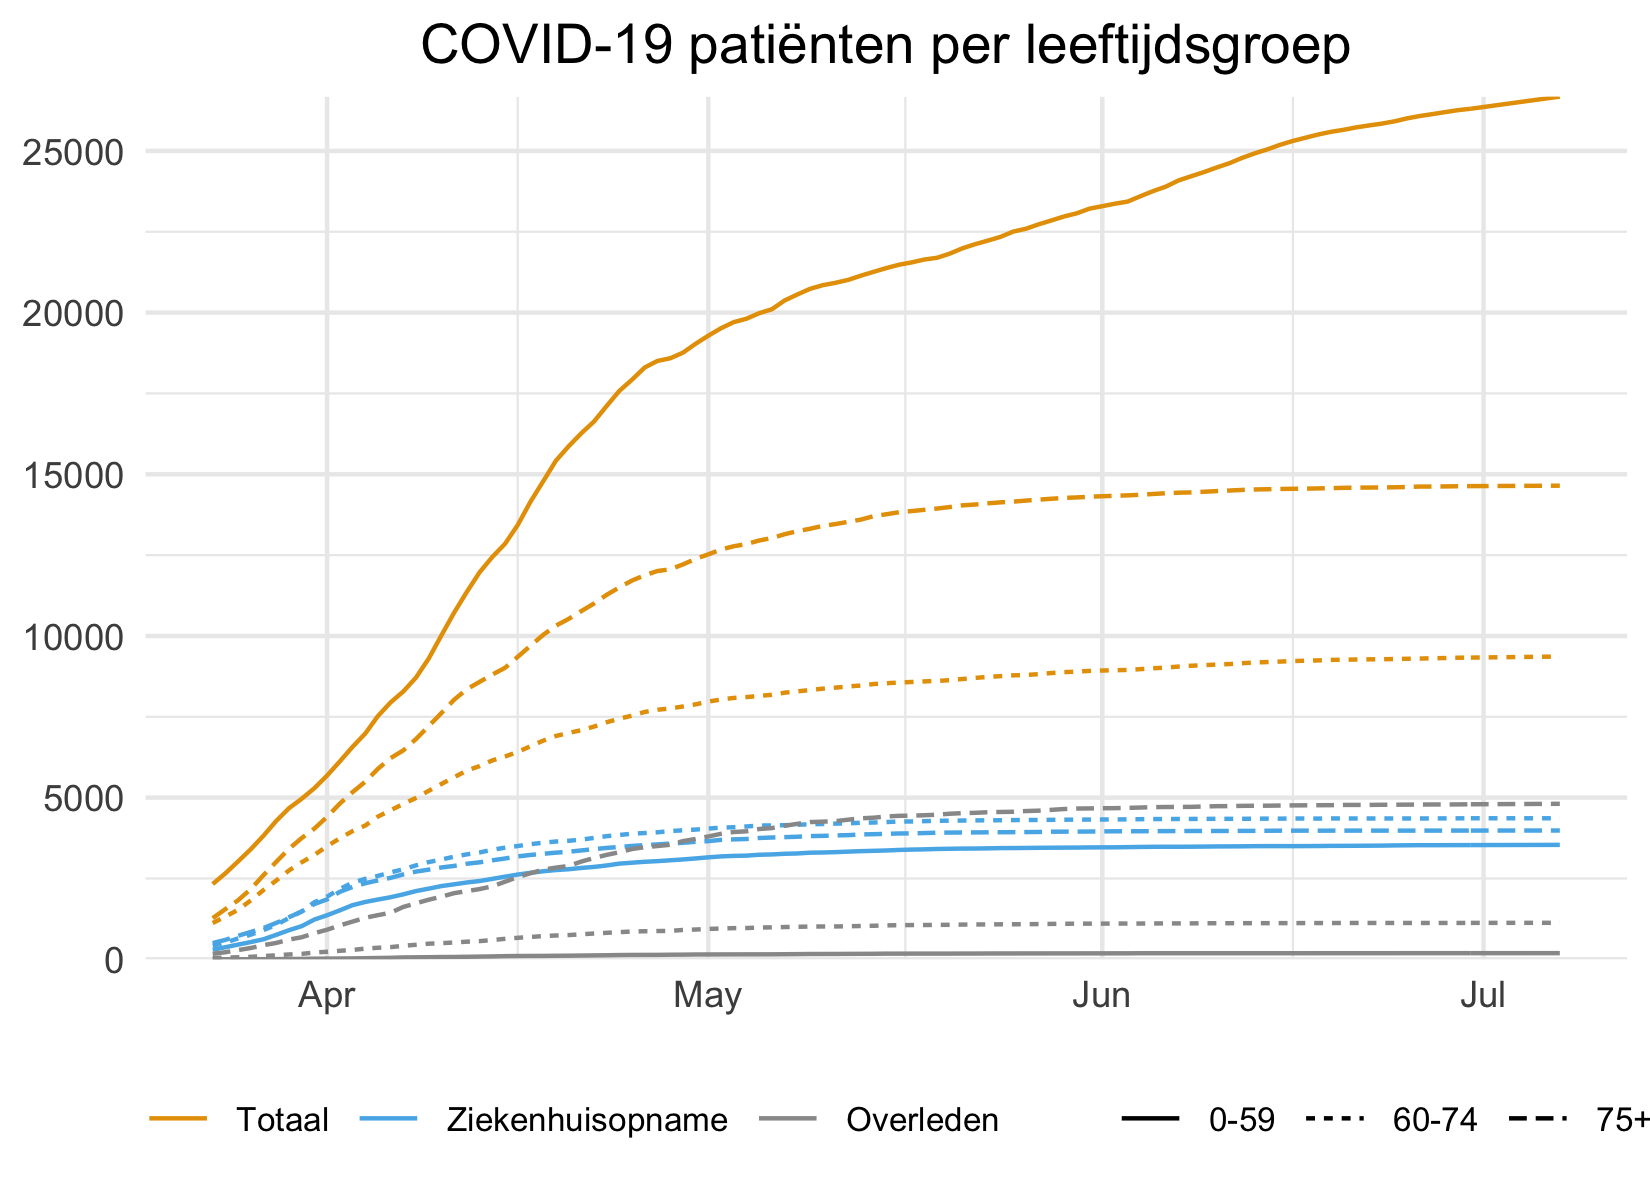 COVID-19 patiënten per leeftijdsgroep
25000
20000
15000
10000
5000
0
Apr May Jun Jul
Totaal Ziekenhuisopname Overleden 0-59 60-74 75+